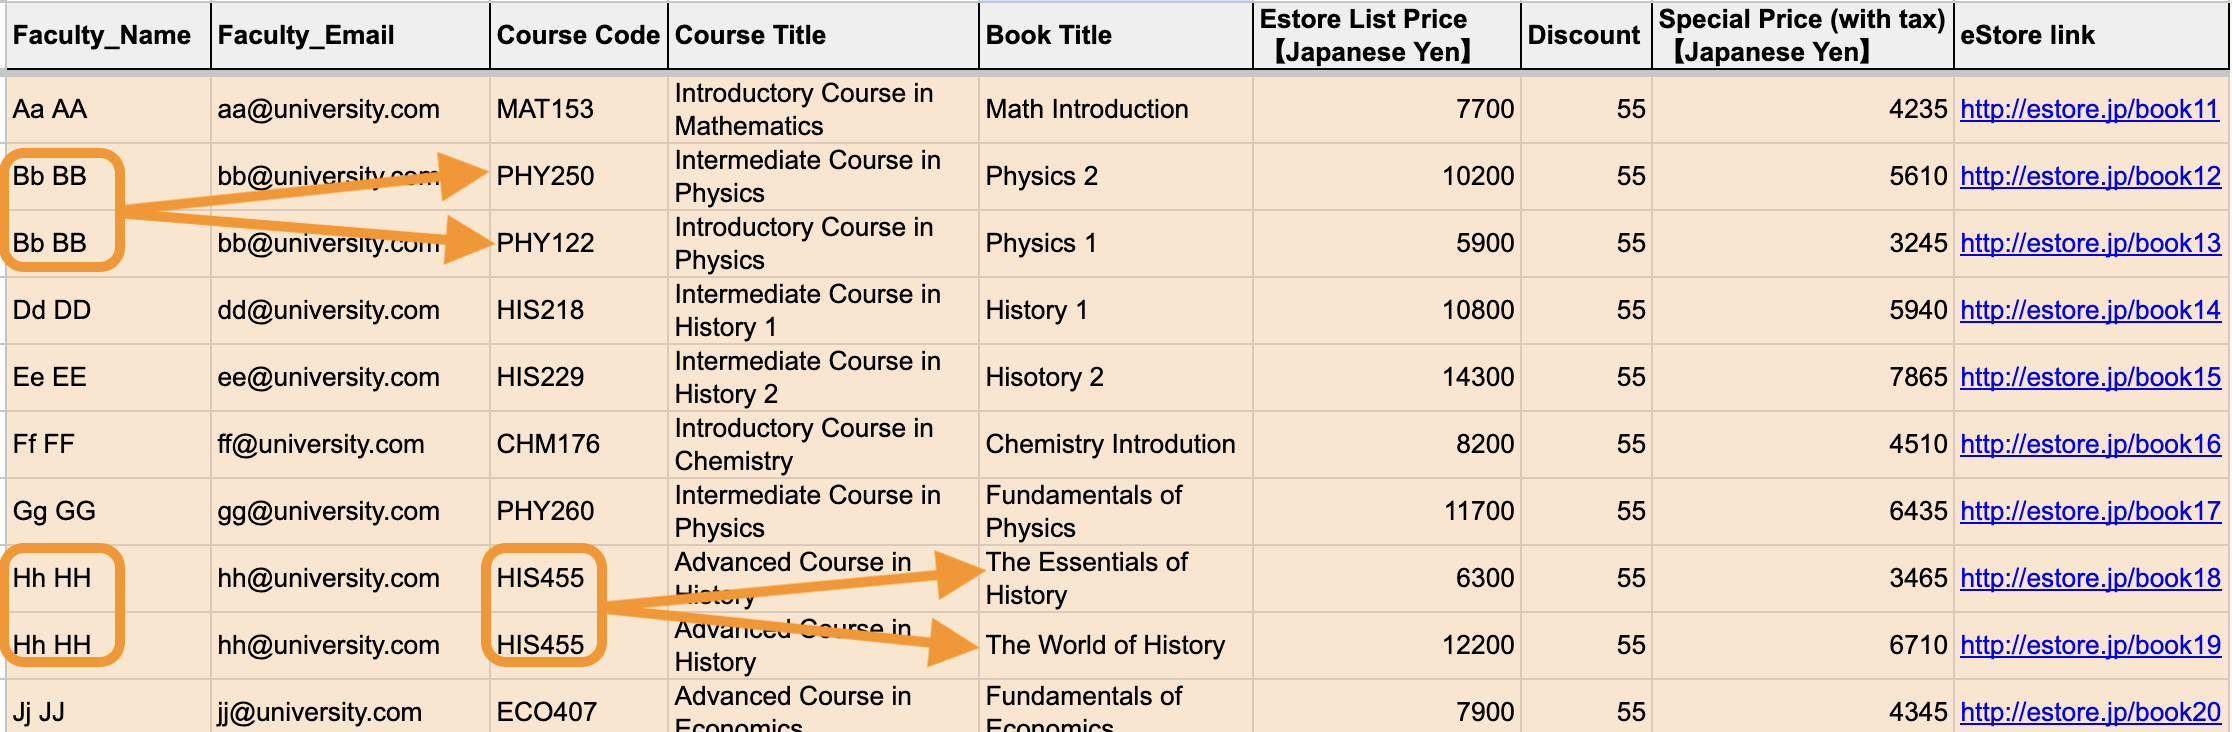 Faculty_Name Faculty_Email Course Code Course Title Book Title Estore List Price 【Japanese Yen】 Discount Special Price (with tax) 【Japanese Yen】 eStore link
Aa AA aa@university.com MAT153 Introductory Course in Mathematics Math Introduction 7700 55 4235 http://estore.jp/book11
Bb BB bb@university.com PHY250 Intermediate Course in Physics Physics 2 10200 55 5610 http://estore.jp/book12
Bb BB bb@university.com PHY122 Introductory Course in Physics Physics 1 5900 55 3245 http://estore.jp/book13
Dd DD dd@university.com HIS218 Intermediate Course in History 1 History 1 10800 55 5940 http://estore.jp/book14
Ee EE ee@university.com HIS229 Intermediate Course in History 2 Hisotory 2 14300 55 7865 http://estore.jp/book15
Ff FF ff@university.com CHM176 Introductory Course in Chemistry Chemistry Introdution 8200 55 4510 http://estore.jp/book16
Gg GG gg@university.com PHY260 Intermediate Course in Physics Fundamentals of Physics 11700 55 6435 http://estore.jp/book17
Hh HH hh@university.com HIS455 Advanced Course in History The Essentials of History 6300 55 3465 http://estore.jp/book18
Hh HH hh@university.com HIS455 Advanced Course in History The World of History 12200 55 6710 http://estore.jp/book19
Jj JJ jj@university.com ECO407 Advanced Course in Economics Fundamentals of Economics 7900 55 4345 http://estore.jp/book20